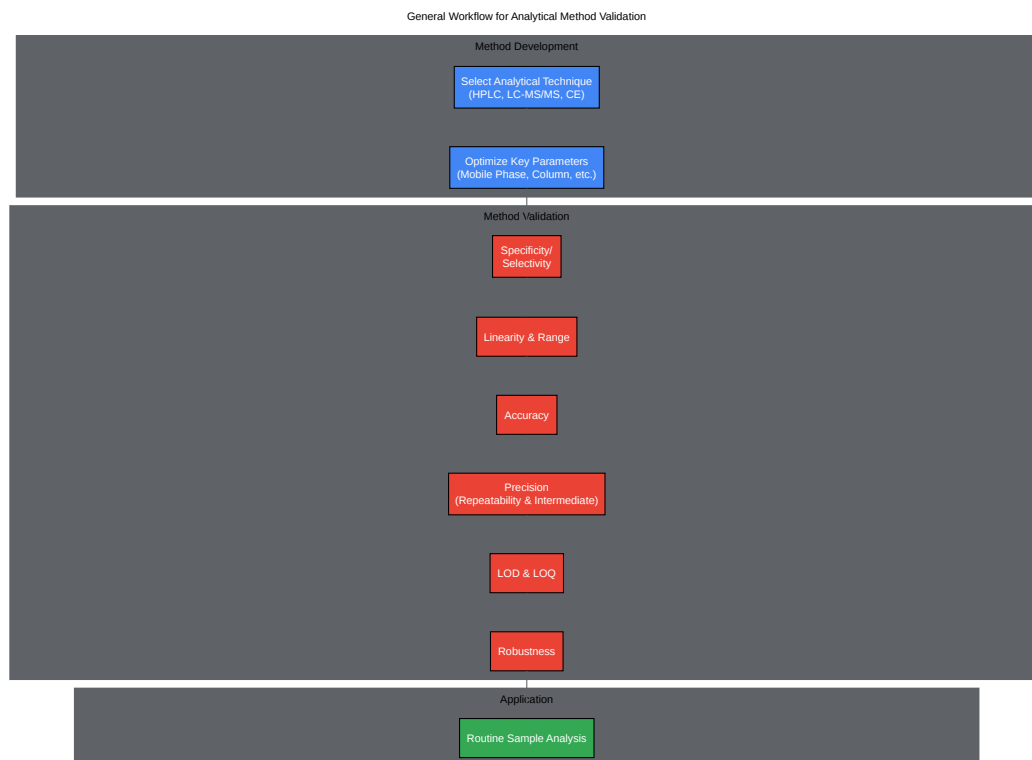 General Workflow for Analytical Method Validation
Method Development
Select Analytical Technique
(HPLC, LC-MS/MS, CE)
Optimize Key Parameters
(Mobile Phase, Column, etc.)
Method Validation
Specificity/
Selectivity
Linearity & Range
Accuracy
Precision
(Repeatability & Intermediate)
LOD & LOQ
Robustness
Application
Routine Sample Analysis